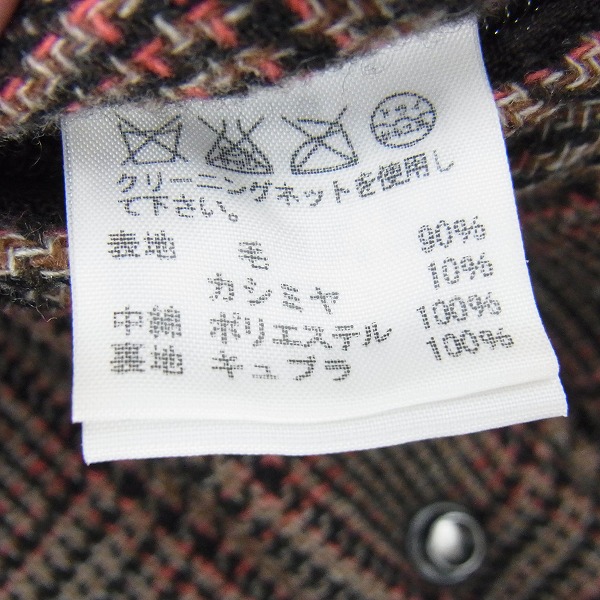 クリーニングネットを使用し
て下さい。
表地 毛 90%
カシミヤ 10%
中綿 ポリエステル 100%
裏地 キュプラ 100%